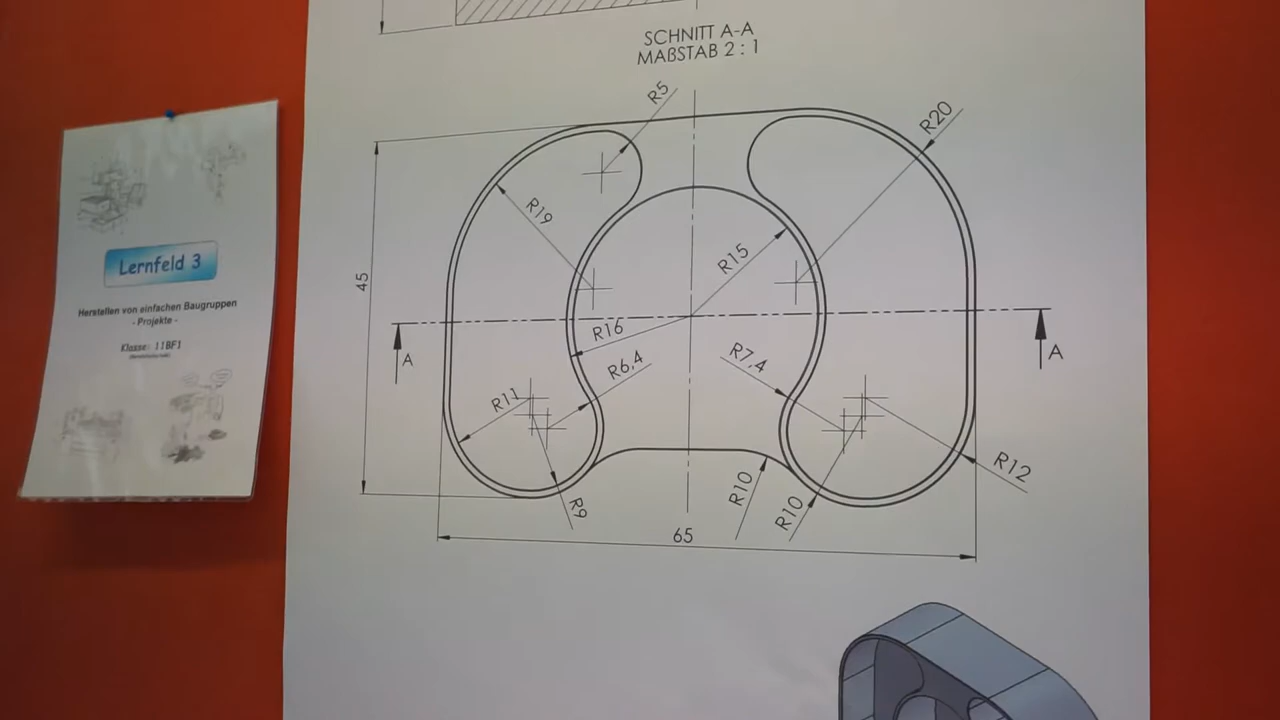 SCHNITT A-A
MAßSTAB 2 : 1
R5
R20
R19
R15
45
R16
R6,4
R7,4
A
A
R11
R12
R9
R10
R10
65
Lernfeld 3
Herstellen von einfachen Baugruppen
- Projekte -
Klasse: 11BF1